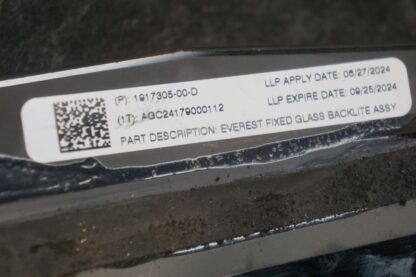 (P): 1917305-00-D
(1T): AGC24179000112
LLP APPLY DATE: 06/27/2024
LLP EXPIRE DATE: 09/25/2024
PART DESCRIPTION: EVEREST FIXED GLASS BACKLITE ASSY